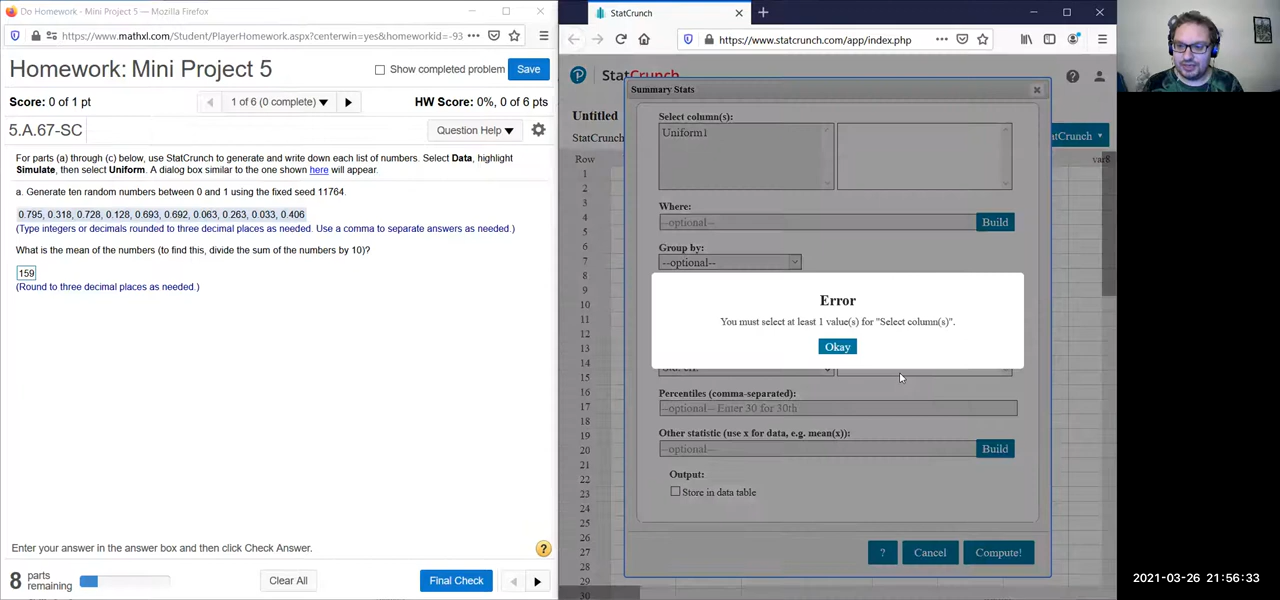 Do Homework - Mini Project 5 — Mozilla Firefox
https://www.mathxl.com/Student/PlayerHomework.aspx?centerwin=yes&homeworkid=-93
Homework: Mini Project 5
Show completed problem
Save
Score: 0 of 1 pt
1 of 6 (0 complete)
HW Score: 0%, 0 of 6 pts
5.A.67-SC
Question Help
For parts (a) through (c) below, use StatCrunch to generate and write down each list of numbers. Select Data, highlight
Simulate, then select Uniform. A dialog box similar to the one shown here will appear.
a. Generate ten random numbers between 0 and 1 using the fixed seed 11764.
0.795, 0.318, 0.728, 0.128, 0.693, 0.692, 0.063, 0.263, 0.033, 0.406
(Type integers or decimals rounded to three decimal places as needed. Use a comma to separate answers as needed.)
What is the mean of the numbers (to find this, divide the sum of the numbers by 10)?
159
(Round to three decimal places as needed.)
Enter your answer in the answer box and then click Check Answer.
?
8 parts remaining
Clear All
Final Check
StatCrunch
https://www.statcrunch.com/app/index.php
StatCrunch
Untitled
StatCrunch
Row
1
2
3
4
5
6
7
8
9
10
11
12
13
14
15
16
17
18
19
20
21
22
23
24
25
26
27
28
29
30
atCrunch
var8
Summary Stats
Select column(s):
Uniform1
Where:
--optional--
Build
Group by:
--optional--
Error
You must select at least 1 value(s) for "Select column(s)".
Okay
Std. err.
Percentiles (comma-separated):
--optional-- Enter 30 for 30th
Other statistic (use x for data, e.g. mean(x)):
--optional--
Build
Output:
Store in data table
?
Cancel
Compute!
2021-03-26 21:56:33